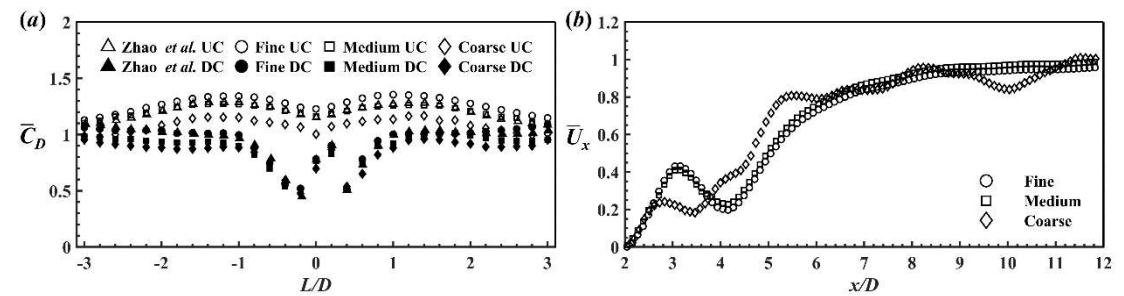 (a)
2
△ Zhao et al. UC ○ Fine UC □ Medium UC ◇ Coarse UC
▲ Zhao et al. DC ● Fine DC ■ Medium DC ◆ Coarse DC
1.5
C̅_D
1
0.5
0
-3 -2 -1 0 1 2 3
L/D
(b)
1.2
1
0.8
U̅_x
0.6
0.4
0.2
0
○ Fine
□ Medium
◇ Coarse
2 3 4 5 6 7 8 9 10 11 12
x/D